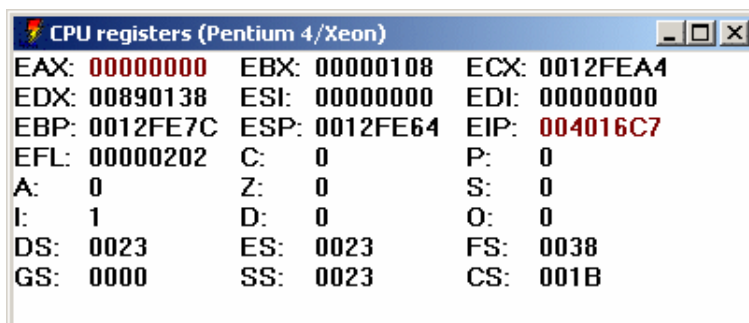 CPU registers (Pentium 4/Xeon)
EAX: 00000000 EBX: 00000108 ECX: 0012FEA4
EDX: 00890138 ESI: 00000000 EDI: 00000000
EBP: 0012FE7C ESP: 0012FE64 EIP: 004016C7
EFL: 00000202 C: 0 P: 0
A: 0 Z: 0 S: 0
I: 1 D: 0 O: 0
DS: 0023 ES: 0023 FS: 0038
GS: 0000 SS: 0023 CS: 001B